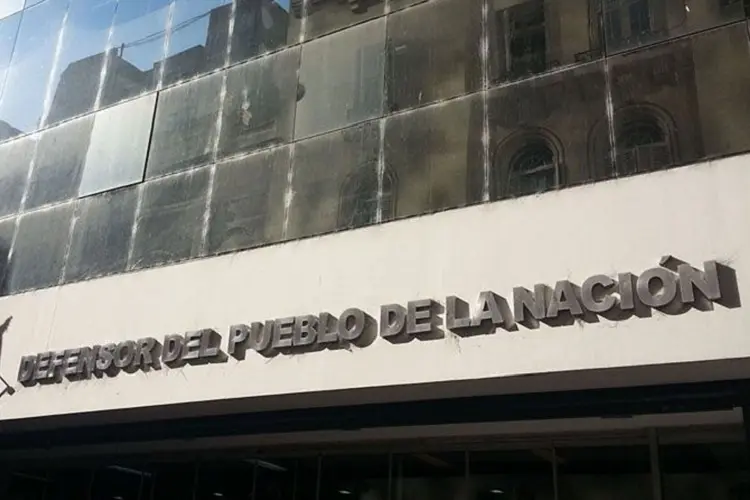 DEFENSOR DEL PUEBLO DE LA NACIÓN